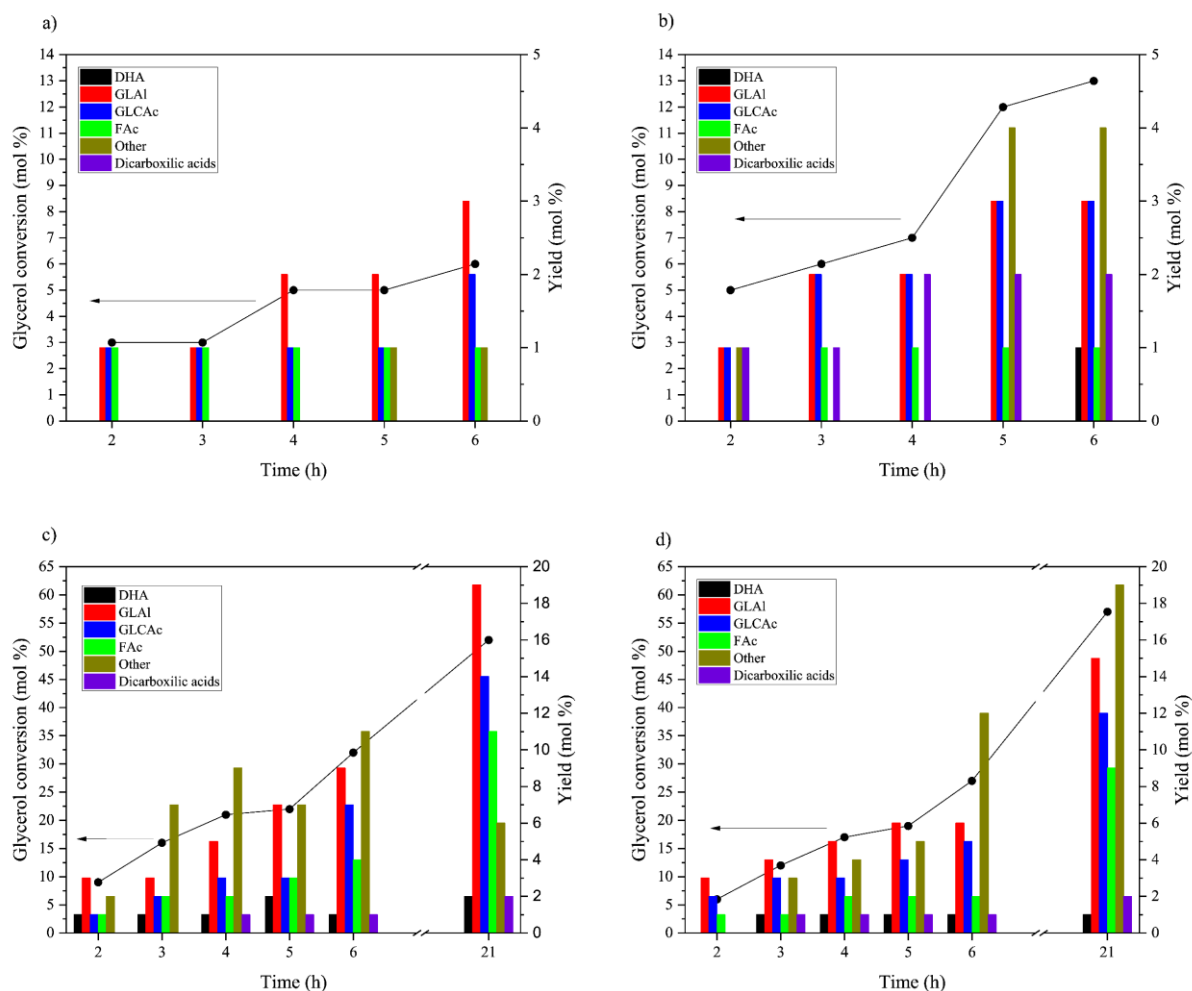 a)
Glycerol conversion (mol %)
14
13
12
11
10
9
8
7
6
5
4
3
2
1
0
DHA
GLAl
GLCAc
FAc
Other
Dicarboxilic acids
5
4
3
2
1
0
Yield (mol %)
2 3 4 5 6
Time (h)
b)
Glycerol conversion (mol %)
14
13
12
11
10
9
8
7
6
5
4
3
2
1
0
DHA
GLAl
GLCAc
FAc
Other
Dicarboxilic acids
5
4
3
2
1
0
Yield (mol %)
2 3 4 5 6
Time (h)
c)
Glycerol conversion (mol %)
65
60
55
50
45
40
35
30
25
20
15
10
5
0
DHA
GLAl
GLCAc
FAc
Other
Dicarboxilic acids
20
18
16
14
12
10
8
6
4
2
0
Yield (mol %)
2 3 4 5 6 21
Time (h)
d)
Glycerol conversion (mol %)
65
60
55
50
45
40
35
30
25
20
15
10
5
0
DHA
GLAl
GLCAc
FAc
Other
Dicarboxilic acids
20
18
16
14
12
10
8
6
4
2
0
Yield (mol %)
2 3 4 5 6 21
Time (h)